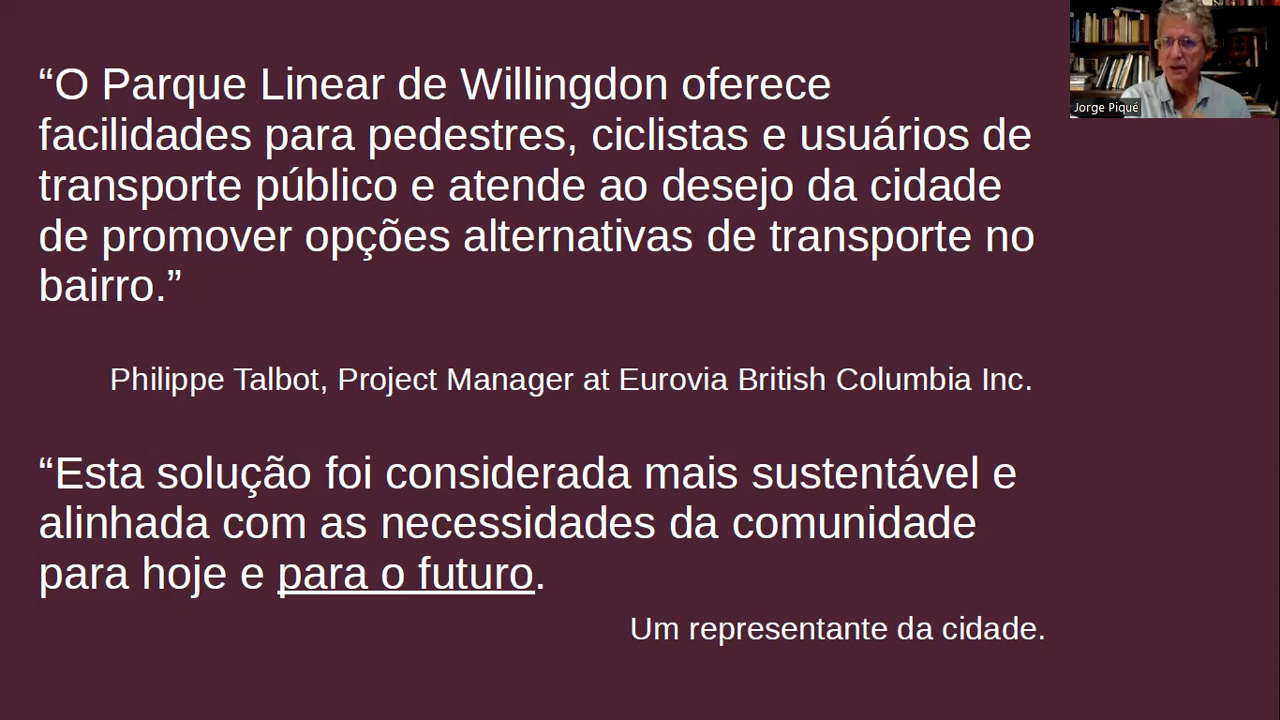 “O Parque Linear de Willingdon oferece
facilidades para pedestres, ciclistas e usuários de
transporte público e atende ao desejo da cidade
de promover opções alternativas de transporte no
bairro.”
Philippe Talbot, Project Manager at Eurovia British Columbia Inc.
“Esta solução foi considerada mais sustentável e
alinhada com as necessidades da comunidade
para hoje e para o futuro.
Um representante da cidade.
Jorge Piqué